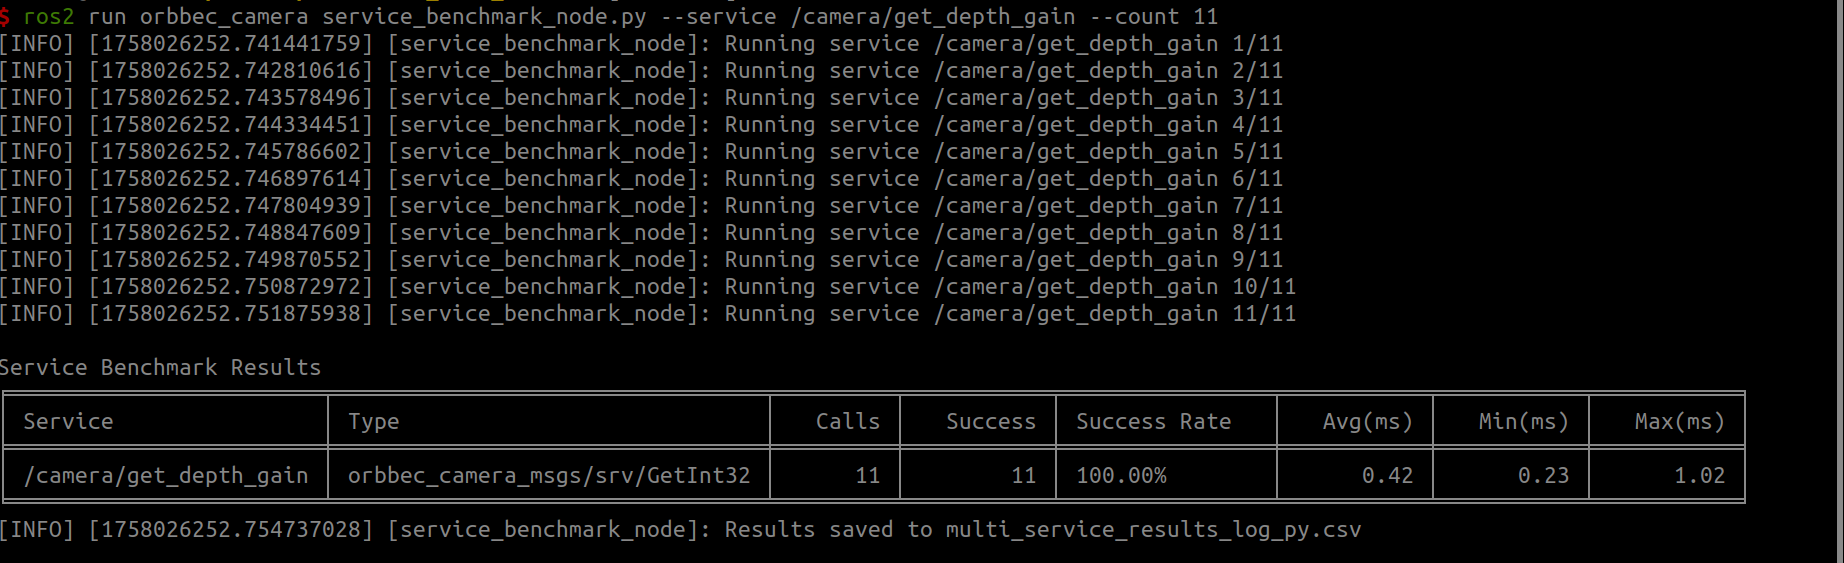 $ ros2 run orbbec_camera service_benchmark_node.py --service /camera/get_depth_gain --count 11
[INFO] [1758026252.741441759] [service_benchmark_node]: Running service /camera/get_depth_gain 1/11
[INFO] [1758026252.742810616] [service_benchmark_node]: Running service /camera/get_depth_gain 2/11
[INFO] [1758026252.743578496] [service_benchmark_node]: Running service /camera/get_depth_gain 3/11
[INFO] [1758026252.744334451] [service_benchmark_node]: Running service /camera/get_depth_gain 4/11
[INFO] [1758026252.745786602] [service_benchmark_node]: Running service /camera/get_depth_gain 5/11
[INFO] [1758026252.746897614] [service_benchmark_node]: Running service /camera/get_depth_gain 6/11
[INFO] [1758026252.747804939] [service_benchmark_node]: Running service /camera/get_depth_gain 7/11
[INFO] [1758026252.748847609] [service_benchmark_node]: Running service /camera/get_depth_gain 8/11
[INFO] [1758026252.749870552] [service_benchmark_node]: Running service /camera/get_depth_gain 9/11
[INFO] [1758026252.750872972] [service_benchmark_node]: Running service /camera/get_depth_gain 10/11
[INFO] [1758026252.751875938] [service_benchmark_node]: Running service /camera/get_depth_gain 11/11
Service Benchmark Results
Service Type Calls Success Success Rate Avg(ms) Min(ms) Max(ms)
/camera/get_depth_gain orbbec_camera_msgs/srv/GetInt32 11 11 100.00% 0.42 0.23 1.02
[INFO] [1758026252.754737028] [service_benchmark_node]: Results saved to multi_service_results_log_py.csv